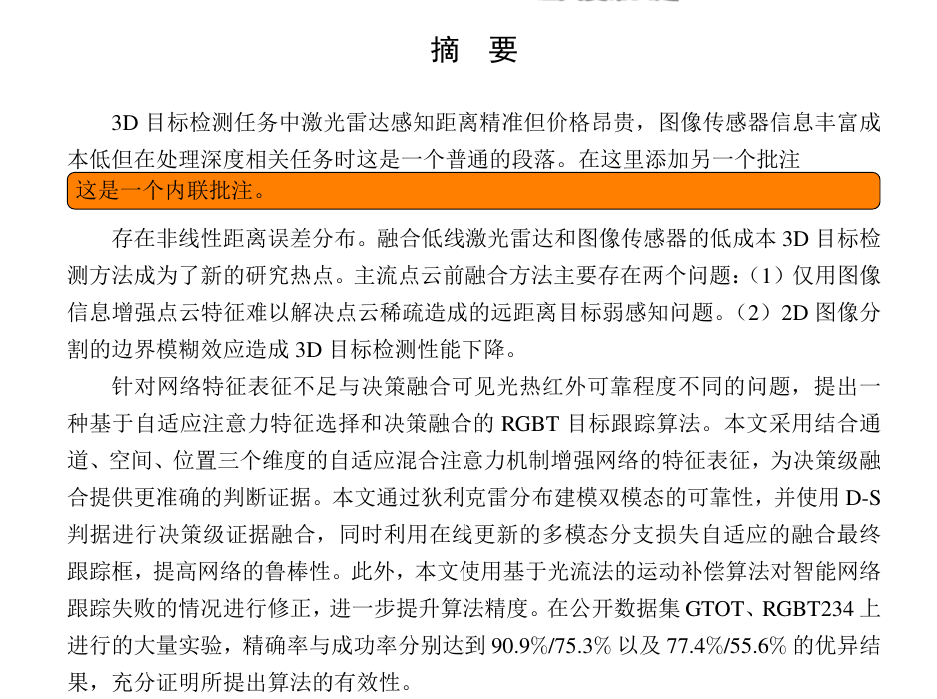 摘 要
3D 目标检测任务中激光雷达感知距离精准但价格昂贵，图像传感器信息丰富成
本低但在处理深度相关任务时这是一个普通的段落。在这里添加另一个批注
这是一个内联批注。
存在非线性距离误差分布。融合低线激光雷达和图像传感器的低成本 3D 目标检
测方法成为了新的研究热点。主流点云前融合方法主要存在两个问题：（1）仅用图像
信息增强点云特征难以解决点云稀疏造成的远距离目标弱感知问题。（2）2D 图像分
割的边界模糊效应造成 3D 目标检测性能下降。
针对网络特征表征不足与决策融合可见光热红外可靠程度不同的问题，提出一
种基于自适应注意力特征选择和决策融合的 RGBT 目标跟踪算法。本文采用结合通
道、空间、位置三个维度的自适应混合注意力机制增强网络的特征表征，为决策级融
合提供更准确的判断证据。本文通过狄利克雷分布建模双模态的可靠性，并使用 D-S
判据进行决策级证据融合，同时利用在线更新的多模态分支损失自适应的融合最终
跟踪框，提高网络的鲁棒性。此外，本文使用基于光流法的运动补偿算法对智能网络
跟踪失败的情况进行修正，进一步提升算法精度。在公开数据集 GTOT、RGBT234 上
进行的大量实验，精确率与成功率分别达到 90.9%/75.3% 以及 77.4%/55.6% 的优异结
果，充分证明所提出算法的有效性。